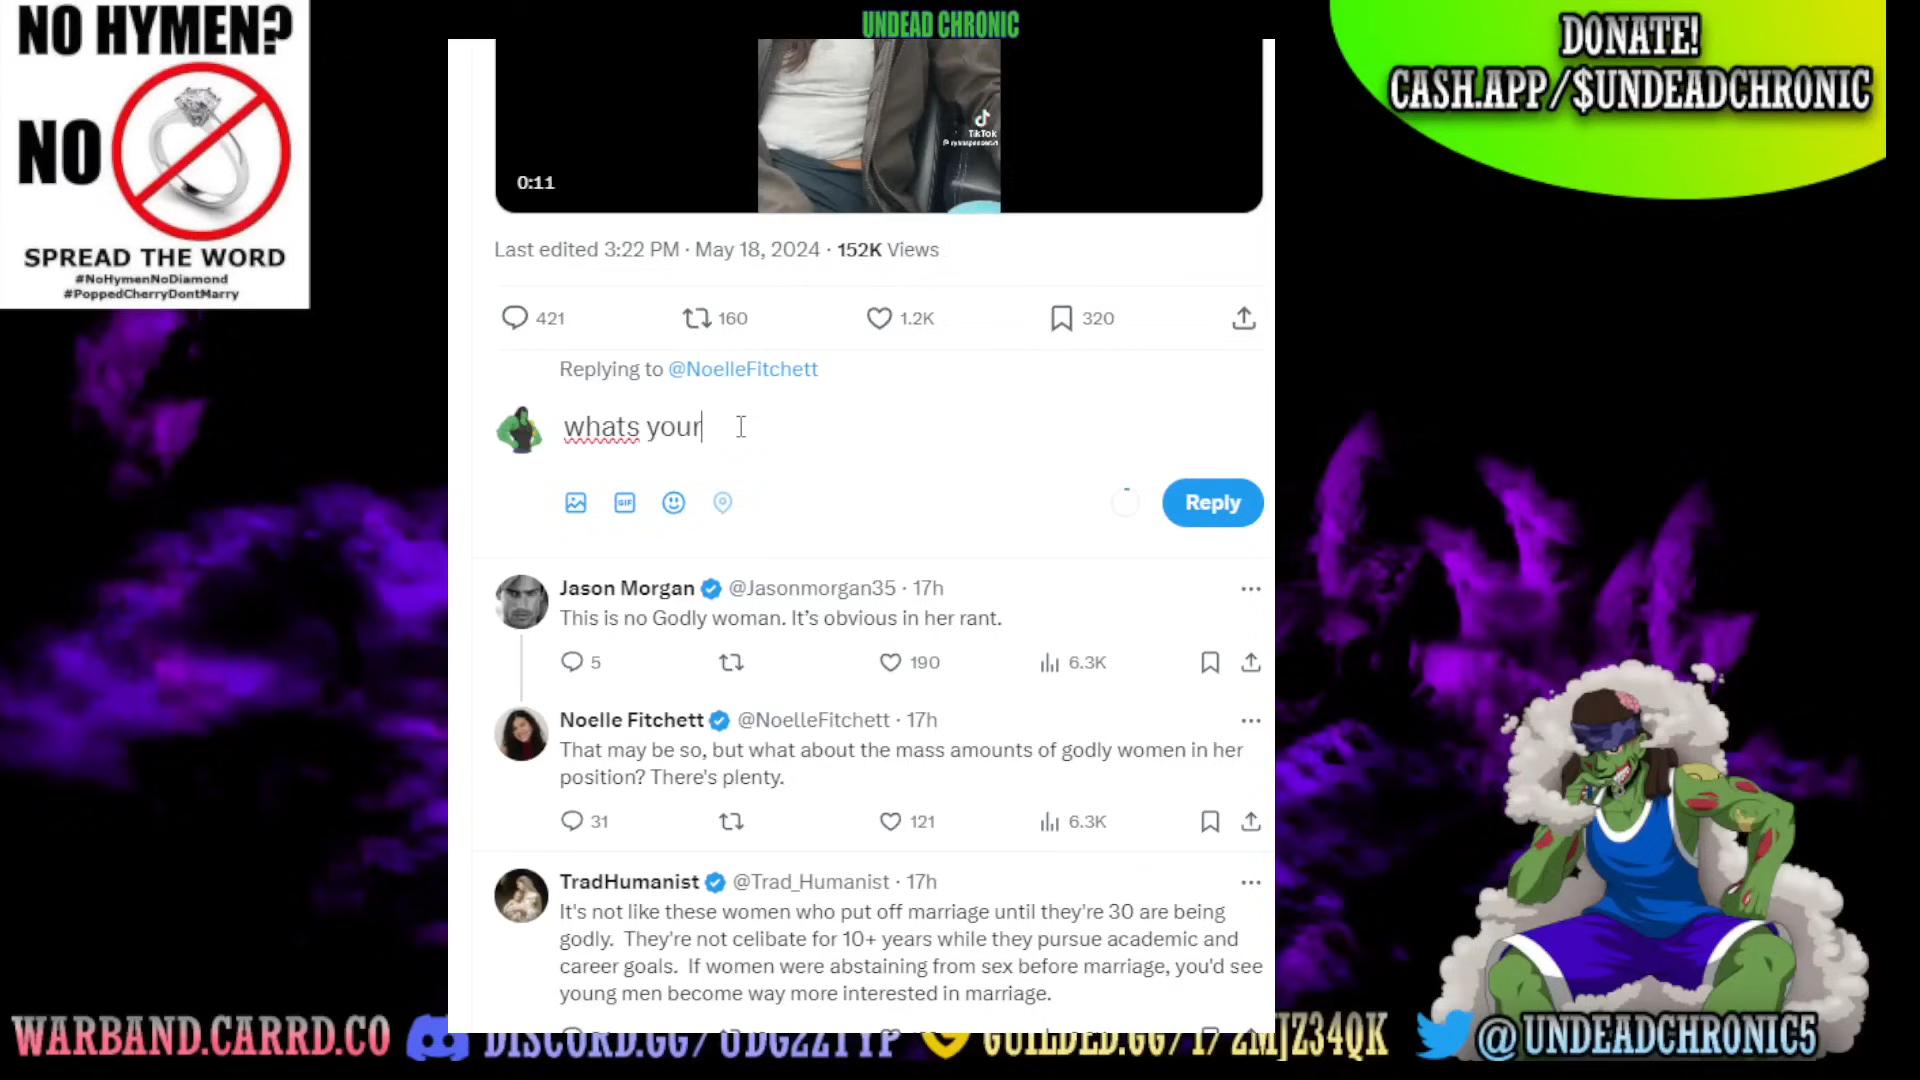 NO HYMEN?
NO
SPREAD THE WORD
#NoHymenNoDiamond
#PoppedCherryDontMarry
UNDEAD CHRONIC
DONATE!
CASH.APP/$UNDEADCHRONIC
TikTok
0:11
Last edited 3:22 PM · May 18, 2024 · 152K Views
421 160 1.2K 320
Replying to @NoelleFitchett
whats your
GIF
Reply
Jason Morgan @Jasonmorgan35 · 17h
This is no Godly woman. It’s obvious in her rant.
5 190 6.3K
Noelle Fitchett @NoelleFitchett · 17h
That may be so, but what about the mass amounts of godly women in her
position? There's plenty.
31 121 6.3K
TradHumanist @Trad_Humanist · 17h
It's not like these women who put off marriage until they're 30 are being
godly. They're not celibate for 10+ years while they pursue academic and
career goals. If women were abstaining from sex before marriage, you'd see
young men become way more interested in marriage.
WARBAND.CARRD.CO
@UNDEADCHRONIC5